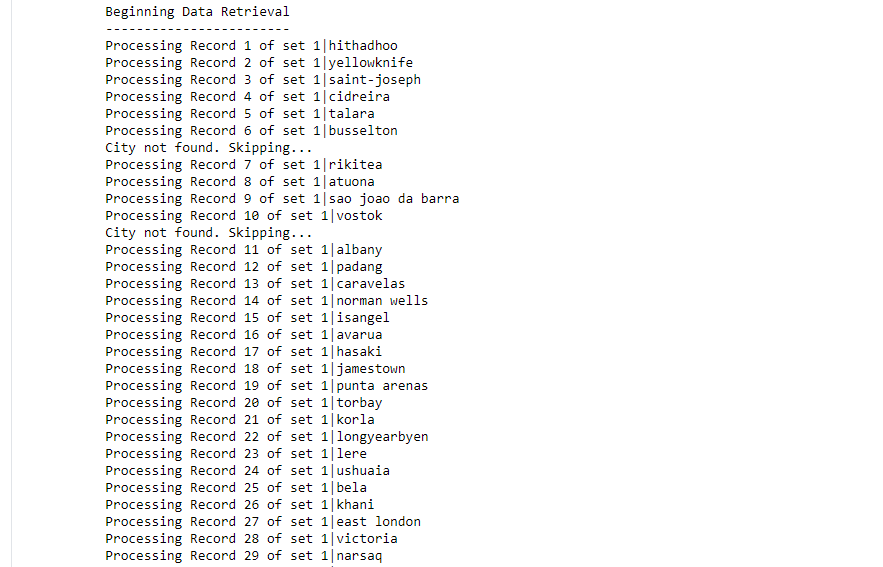 Beginning Data Retrieval
------------------------
Processing Record 1 of set 1|hithadhoo
Processing Record 2 of set 1|yellowknife
Processing Record 3 of set 1|saint-joseph
Processing Record 4 of set 1|cidreira
Processing Record 5 of set 1|talara
Processing Record 6 of set 1|busselton
City not found. Skipping...
Processing Record 7 of set 1|rikitea
Processing Record 8 of set 1|atuona
Processing Record 9 of set 1|sao joao da barra
Processing Record 10 of set 1|vostok
City not found. Skipping...
Processing Record 11 of set 1|albany
Processing Record 12 of set 1|padang
Processing Record 13 of set 1|caravelas
Processing Record 14 of set 1|norman wells
Processing Record 15 of set 1|isangel
Processing Record 16 of set 1|avarua
Processing Record 17 of set 1|hasaki
Processing Record 18 of set 1|jamestown
Processing Record 19 of set 1|punta arenas
Processing Record 20 of set 1|torbay
Processing Record 21 of set 1|korla
Processing Record 22 of set 1|longyearbyen
Processing Record 23 of set 1|lere
Processing Record 24 of set 1|ushuaia
Processing Record 25 of set 1|bela
Processing Record 26 of set 1|khani
Processing Record 27 of set 1|east london
Processing Record 28 of set 1|victoria
Processing Record 29 of set 1|narsaq